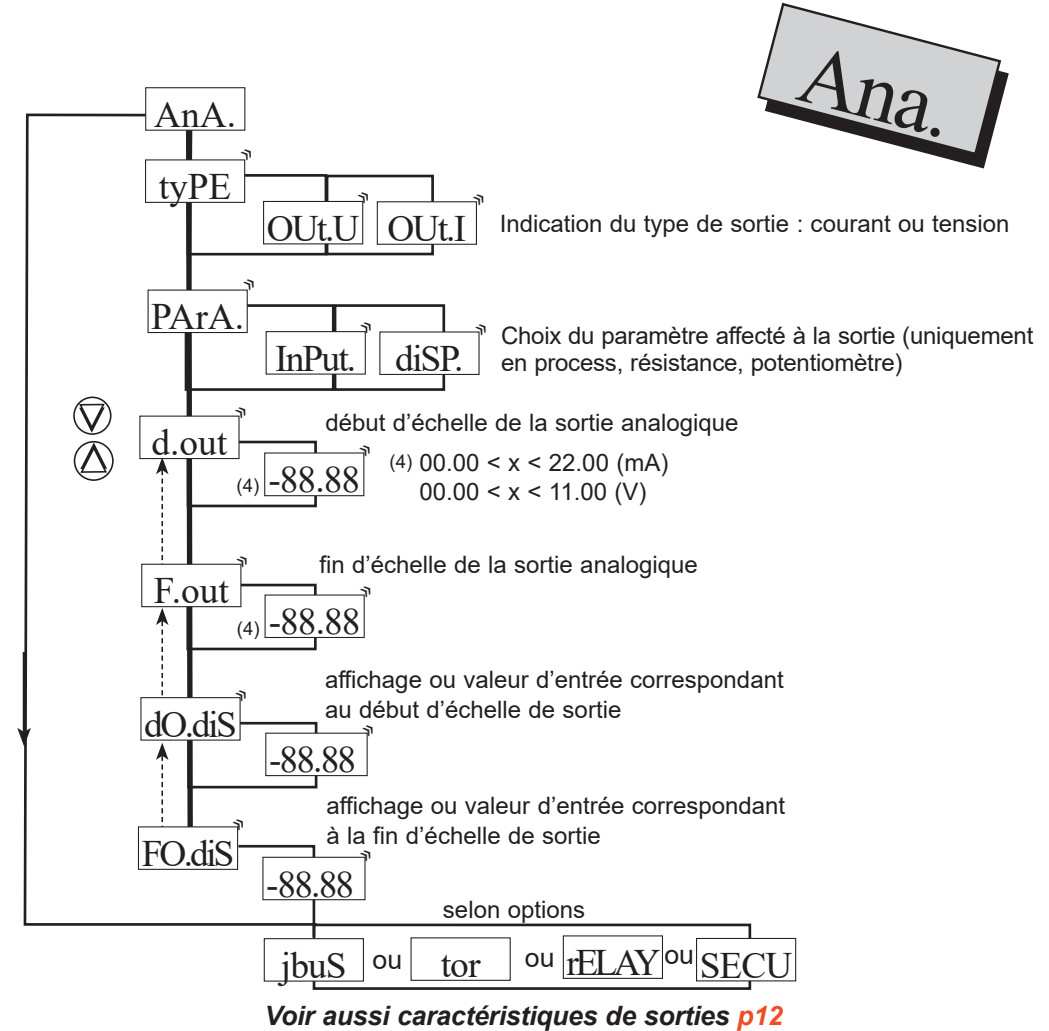 Ana.
AnA.
tyPE
OUt.U
OUt.I
Indication du type de sortie : courant ou tension
PArA.
InPut.
diSP.
Choix du paramètre affecté à la sortie (uniquement
en process, résistance, potentiomètre)
d.out
début d’échelle de la sortie analogique
(4) -88.88
(4) 00.00 < x < 22.00 (mA)
00.00 < x < 11.00 (V)
F.out
fin d’échelle de la sortie analogique
(4) -88.88
dO.diS
affichage ou valeur d’entrée correspondant
au début d’échelle de sortie
-88.88
FO.diS
affichage ou valeur d’entrée correspondant
à la fin d’échelle de sortie
-88.88
selon options
jbuS ou tor ou rELAY ou SECU
Voir aussi caractéristiques de sorties p12